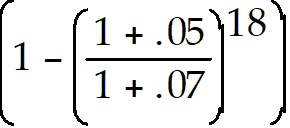 (1 − ((1 + .05)/(1 + .07))^18)